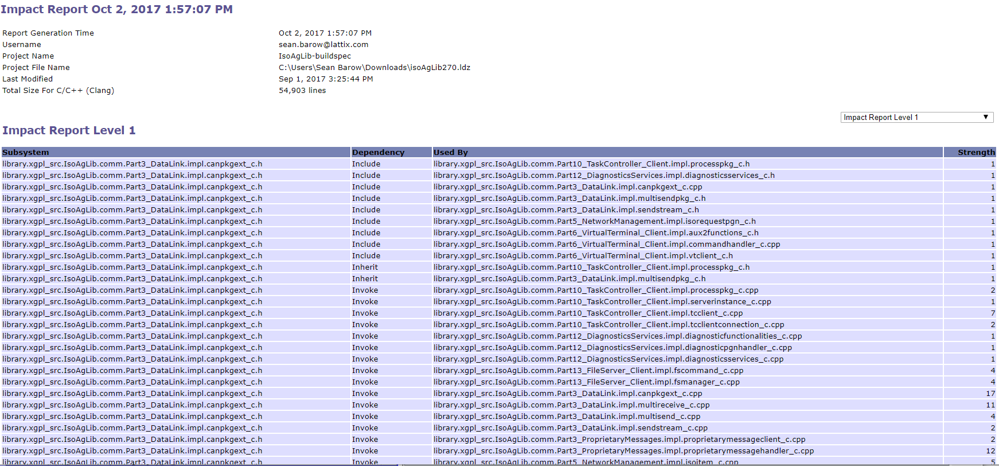 Impact Report Oct 2, 2017 1:57:07 PM
Report Generation Time Oct 2, 2017 1:57:07 PM
Username sean.barow@lattix.com
Project Name IsoAgLib-buildspec
Project File Name C:\Users\Sean Barow\Downloads\isoAgLib270.ldz
Last Modified Sep 1, 2017 3:25:44 PM
Total Size For C/C++ (Clang) 54,903 lines
Impact Report Level 1
Impact Report Level 1
Subsystem Dependency Used By Strength
library.xgpl_src.IsoAgLib.comm.Part3_DataLink.impl.canpkgext_c.h Include library.xgpl_src.IsoAgLib.comm.Part10_TaskController_Client.impl.processpkg_c.h 1
library.xgpl_src.IsoAgLib.comm.Part3_DataLink.impl.canpkgext_c.h Include library.xgpl_src.IsoAgLib.comm.Part12_DiagnosticsServices.impl.diagnosticsservices_c.h 1
library.xgpl_src.IsoAgLib.comm.Part3_DataLink.impl.canpkgext_c.h Include library.xgpl_src.IsoAgLib.comm.Part3_DataLink.impl.canpkgext_c.cpp 1
library.xgpl_src.IsoAgLib.comm.Part3_DataLink.impl.canpkgext_c.h Include library.xgpl_src.IsoAgLib.comm.Part3_DataLink.impl.multisendpkg_c.h 1
library.xgpl_src.IsoAgLib.comm.Part3_DataLink.impl.canpkgext_c.h Include library.xgpl_src.IsoAgLib.comm.Part3_DataLink.impl.sendstream_c.h 1
library.xgpl_src.IsoAgLib.comm.Part3_DataLink.impl.canpkgext_c.h Include library.xgpl_src.IsoAgLib.comm.Part5_NetworkManagement.impl.isorequestpgn_c.h 1
library.xgpl_src.IsoAgLib.comm.Part3_DataLink.impl.canpkgext_c.h Include library.xgpl_src.IsoAgLib.comm.Part6_VirtualTerminal_Client.impl.aux2functions_c.h 1
library.xgpl_src.IsoAgLib.comm.Part3_DataLink.impl.canpkgext_c.h Include library.xgpl_src.IsoAgLib.comm.Part6_VirtualTerminal_Client.impl.commandhandler_c.cpp 1
library.xgpl_src.IsoAgLib.comm.Part3_DataLink.impl.canpkgext_c.h Include library.xgpl_src.IsoAgLib.comm.Part6_VirtualTerminal_Client.impl.vtclient_c.h 1
library.xgpl_src.IsoAgLib.comm.Part3_DataLink.impl.canpkgext_c.h Inherit library.xgpl_src.IsoAgLib.comm.Part10_TaskController_Client.impl.processpkg_c.h 1
library.xgpl_src.IsoAgLib.comm.Part3_DataLink.impl.canpkgext_c.h Inherit library.xgpl_src.IsoAgLib.comm.Part3_DataLink.impl.multisendpkg_c.h 1
library.xgpl_src.IsoAgLib.comm.Part3_DataLink.impl.canpkgext_c.h Invoke library.xgpl_src.IsoAgLib.comm.Part10_TaskController_Client.impl.processpkg_c.cpp 2
library.xgpl_src.IsoAgLib.comm.Part3_DataLink.impl.canpkgext_c.h Invoke library.xgpl_src.IsoAgLib.comm.Part10_TaskController_Client.impl.serverinstance_c.cpp 1
library.xgpl_src.IsoAgLib.comm.Part3_DataLink.impl.canpkgext_c.h Invoke library.xgpl_src.IsoAgLib.comm.Part10_TaskController_Client.impl.tcclient_c.cpp 7
library.xgpl_src.IsoAgLib.comm.Part3_DataLink.impl.canpkgext_c.h Invoke library.xgpl_src.IsoAgLib.comm.Part10_TaskController_Client.impl.tcclientconnection_c.cpp 2
library.xgpl_src.IsoAgLib.comm.Part3_DataLink.impl.canpkgext_c.h Invoke library.xgpl_src.IsoAgLib.comm.Part12_DiagnosticsServices.impl.diagnosticfunctionalities_c.cpp 1
library.xgpl_src.IsoAgLib.comm.Part3_DataLink.impl.canpkgext_c.h Invoke library.xgpl_src.IsoAgLib.comm.Part12_DiagnosticsServices.impl.diagnosticpgnhandler_c.cpp 1
library.xgpl_src.IsoAgLib.comm.Part3_DataLink.impl.canpkgext_c.h Invoke library.xgpl_src.IsoAgLib.comm.Part12_DiagnosticsServices.impl.diagnosticsservices_c.cpp 1
library.xgpl_src.IsoAgLib.comm.Part3_DataLink.impl.canpkgext_c.h Invoke library.xgpl_src.IsoAgLib.comm.Part13_FileServer_Client.impl.fscommand_c.cpp 4
library.xgpl_src.IsoAgLib.comm.Part3_DataLink.impl.canpkgext_c.h Invoke library.xgpl_src.IsoAgLib.comm.Part13_FileServer_Client.impl.fsmanager_c.cpp 4
library.xgpl_src.IsoAgLib.comm.Part3_DataLink.impl.canpkgext_c.h Invoke library.xgpl_src.IsoAgLib.comm.Part3_DataLink.impl.canpkgext_c.cpp 17
library.xgpl_src.IsoAgLib.comm.Part3_DataLink.impl.canpkgext_c.h Invoke library.xgpl_src.IsoAgLib.comm.Part3_DataLink.impl.multireceive_c.cpp 11
library.xgpl_src.IsoAgLib.comm.Part3_DataLink.impl.canpkgext_c.h Invoke library.xgpl_src.IsoAgLib.comm.Part3_DataLink.impl.multisend_c.cpp 4
library.xgpl_src.IsoAgLib.comm.Part3_DataLink.impl.canpkgext_c.h Invoke library.xgpl_src.IsoAgLib.comm.Part3_DataLink.impl.sendstream_c.cpp 2
library.xgpl_src.IsoAgLib.comm.Part3_DataLink.impl.canpkgext_c.h Invoke library.xgpl_src.IsoAgLib.comm.Part3_ProprietaryMessages.impl.proprietarymessageclient_c.cpp 2
library.xgpl_src.IsoAgLib.comm.Part3_DataLink.impl.canpkgext_c.h Invoke library.xgpl_src.IsoAgLib.comm.Part3_ProprietaryMessages.impl.proprietarymessagehandler_c.cpp 12
library.xgpl_src.IsoAgLib.comm.Part3_DataLink.impl.canpkgext_c.h Invoke library.xgpl_src.IsoAgLib.comm.Part5_NetworkManagement.impl.isoitem_c.cpp 5